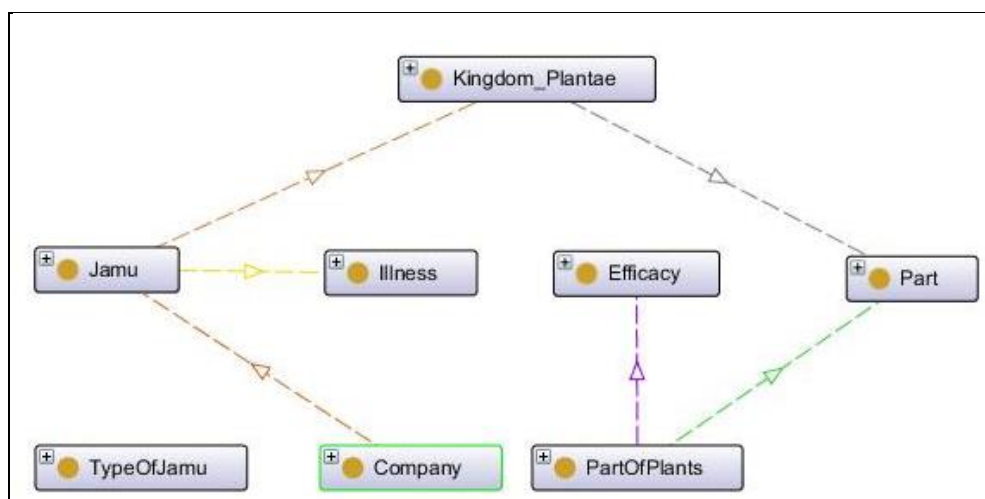 Kingdom_Plantae
Jamu
Illness
Efficacy
Part
TypeOfJamu
Company
PartOfPlants